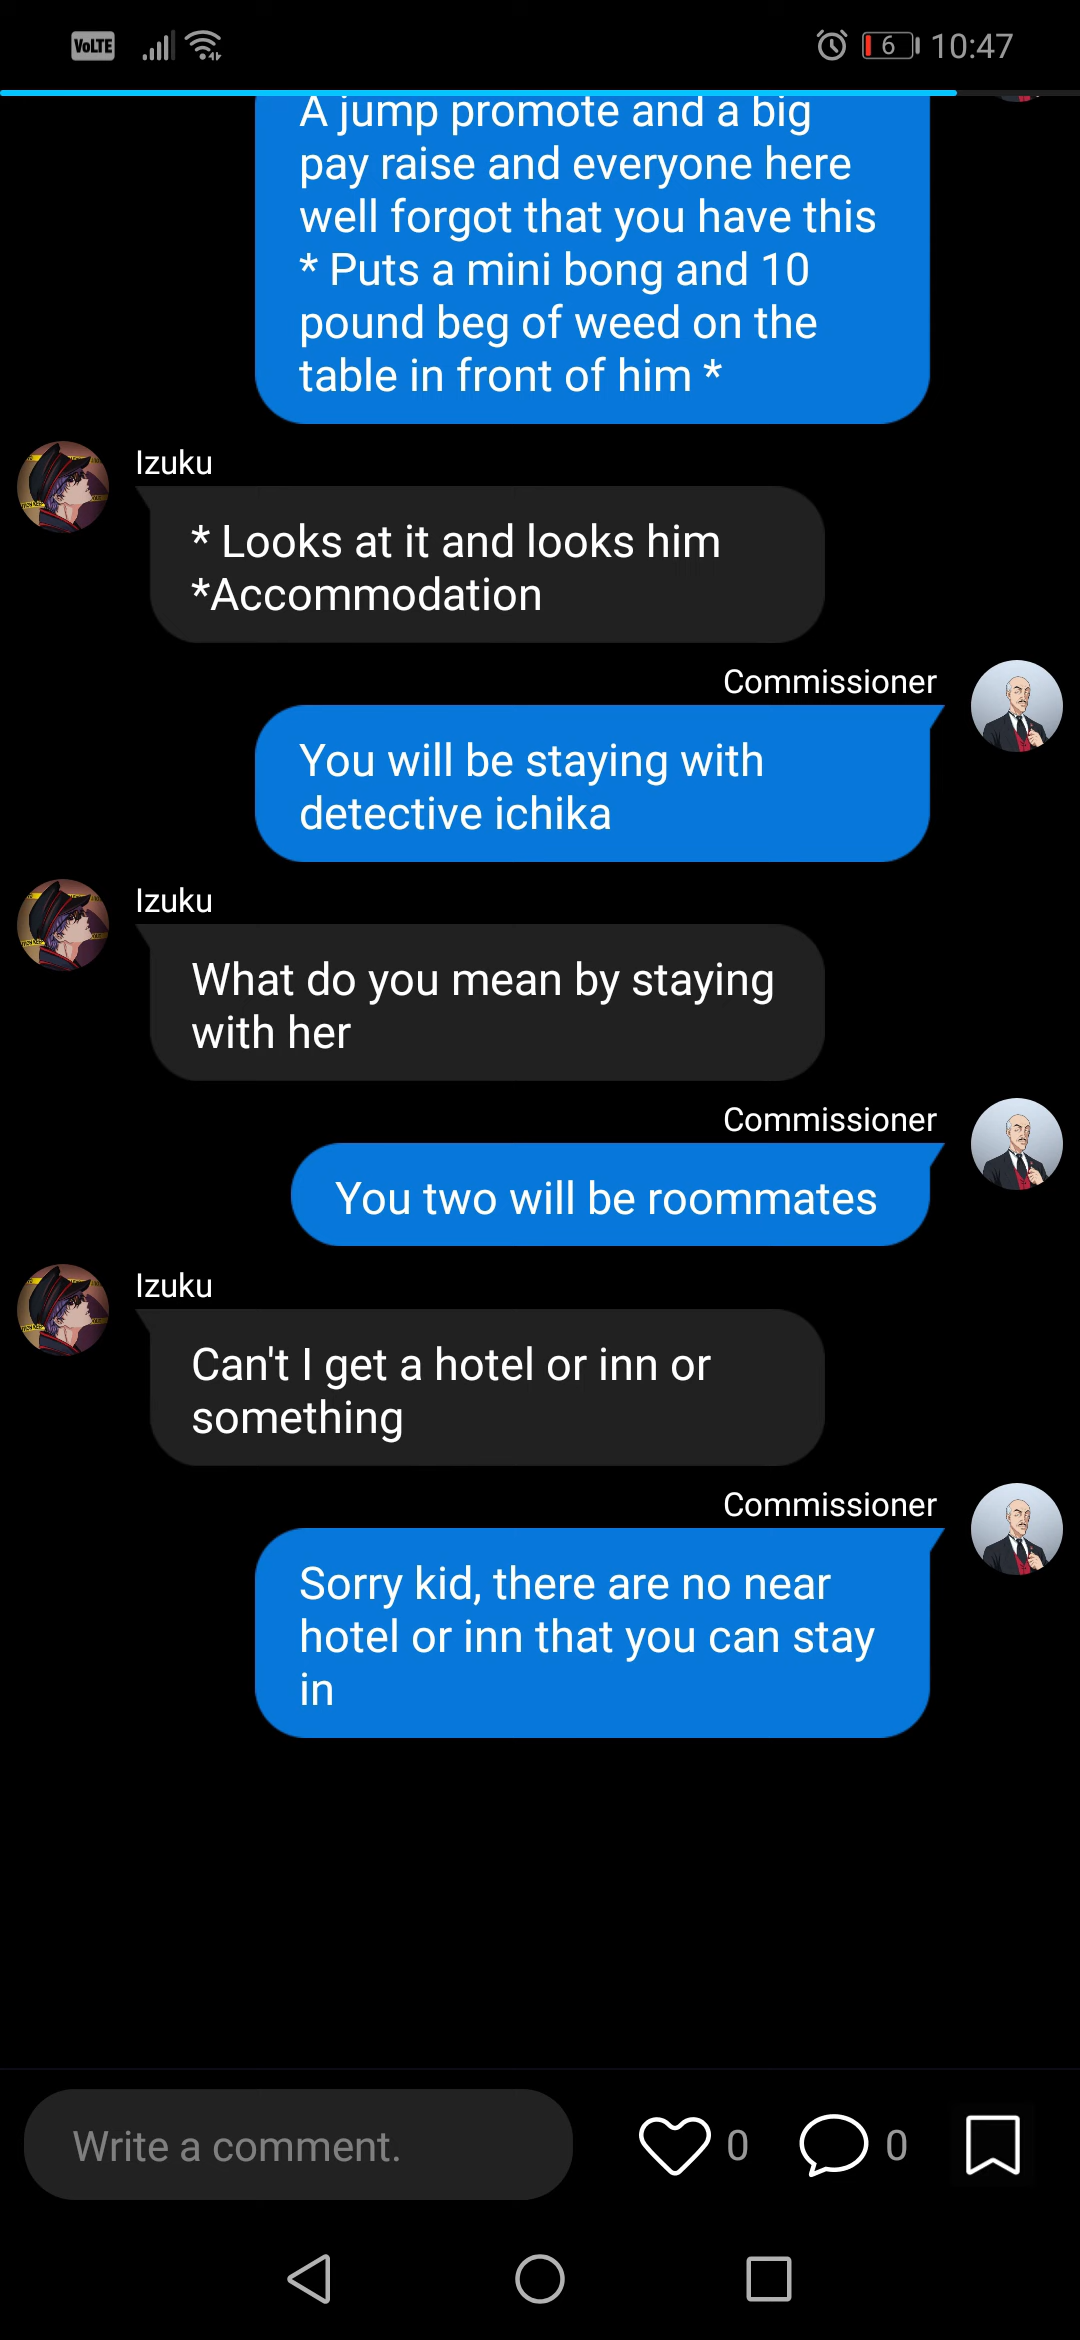 VoLTE 6 10:47
A jump promote and a big
pay raise and everyone here
well forgot that you have this
* Puts a mini bong and 10
pound beg of weed on the
table in front of him *
Izuku
* Looks at it and looks him
*Accommodation
Commissioner
You will be staying with
detective ichika
Izuku
What do you mean by staying
with her
Commissioner
You two will be roommates
Izuku
Can't I get a hotel or inn or
something
Commissioner
Sorry kid, there are no near
hotel or inn that you can stay
in
Write a comment. 0 0